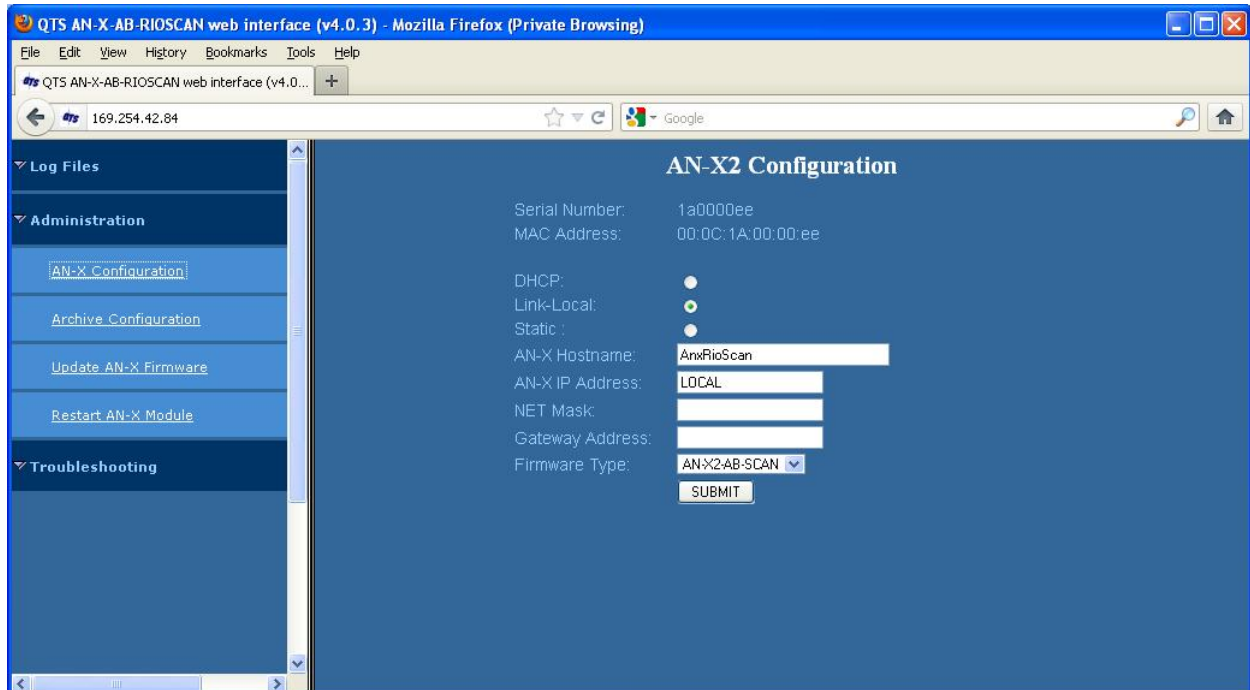 QTS AN-X-AB-RIOSCAN web interface (v4.0.3) - Mozilla Firefox (Private Browsing)
File Edit View History Bookmarks Tools Help
QTS QTS AN-X-AB-RIOSCAN web interface (v4.0... +
QTS 169.254.42.84 Google
Log Files
Administration
AN-X Configuration
Archive Configuration
Update AN-X Firmware
Restart AN-X Module
Troubleshooting
AN-X2 Configuration
Serial Number: 1a0000ee
MAC Address: 00:0C:1A:00:00:ee
DHCP:
Link-Local:
Static :
AN-X Hostname: AnxRioScan
AN-X IP Address: LOCAL
NET Mask:
Gateway Address:
Firmware Type: AN-X2-AB-SCAN
SUBMIT